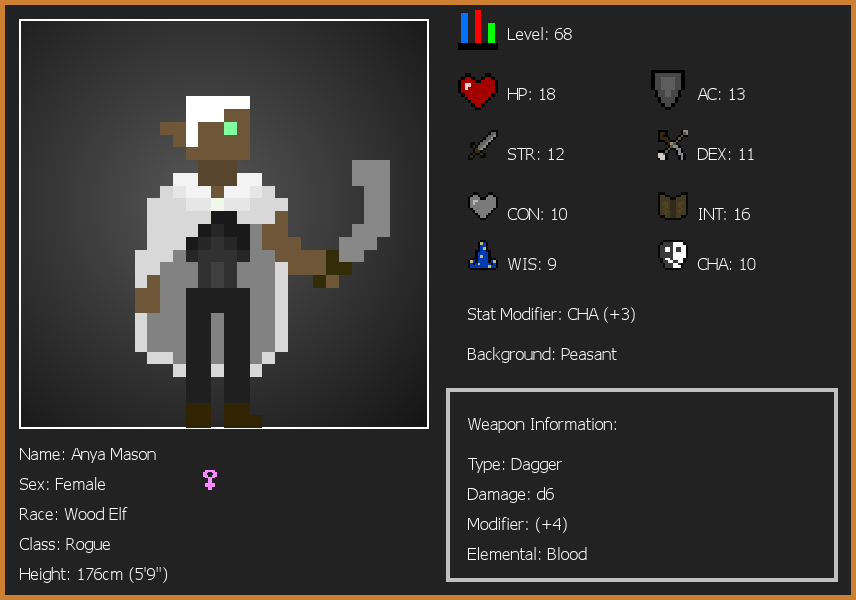 Level: 68
HP: 18
AC: 13
STR: 12
DEX: 11
CON: 10
INT: 16
WIS: 9
CHA: 10
Stat Modifier: CHA (+3)
Background: Peasant
Weapon Information:
Type: Dagger
Damage: d6
Modifier: (+4)
Elemental: Blood
Name: Anya Mason
Sex: Female
Race: Wood Elf
Class: Rogue
Height: 176cm (5'9")